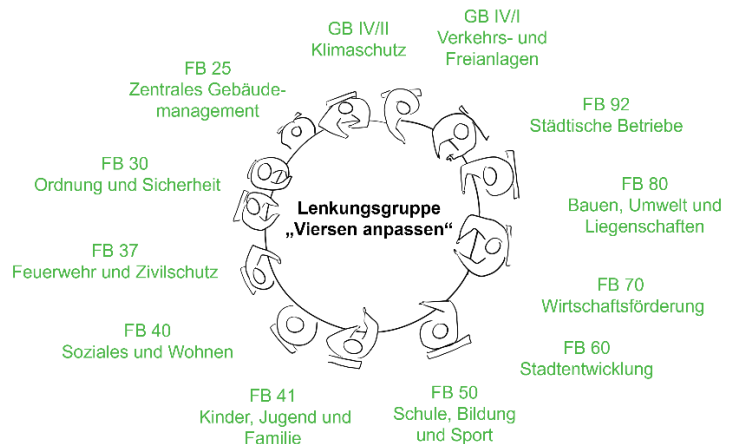 GB IV/II
Klimaschutz
GB IV/I
Verkehrs- und
Freianlagen
FB 92
Städtische Betriebe
FB 80
Bauen, Umwelt und
Liegenschaften
FB 70
Wirtschaftsförderung
FB 60
Stadtentwicklung
FB 50
Schule, Bildung
und Sport
FB 41
Kinder, Jugend und
Familie
FB 40
Soziales und Wohnen
FB 37
Feuerwehr und Zivilschutz
FB 30
Ordnung und Sicherheit
FB 25
Zentrales Gebäude-
management
Lenkungsgruppe
„Viersen anpassen“